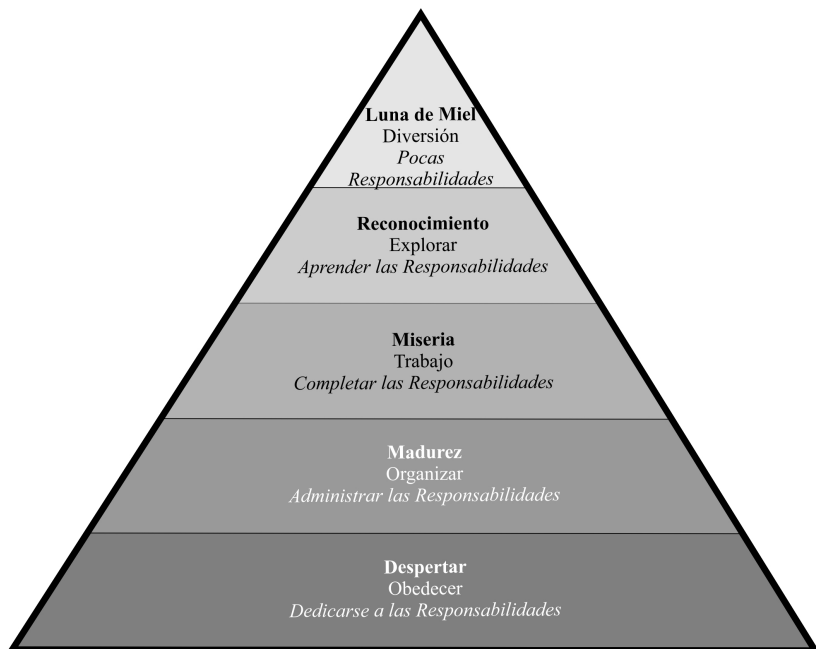 Luna de Miel
Diversión
Pocas
Responsabilidades
Reconocimiento
Explorar
Aprender las Responsabilidades
Miseria
Trabajo
Completar las Responsabilidades
Madurez
Organizar
Administrar las Responsabilidades
Despertar
Obedecer
Dedicarse a las Responsabilidades